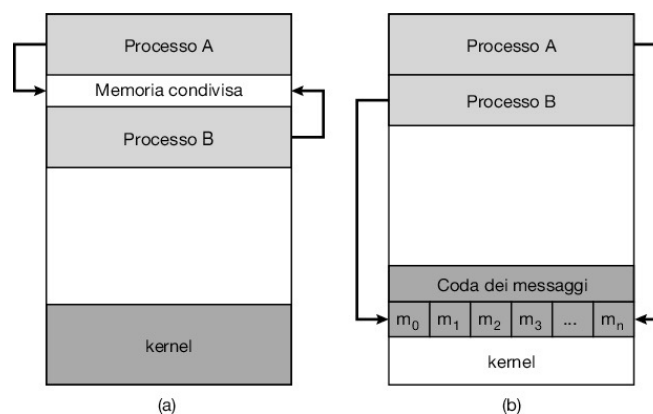 Processo A
Memoria condivisa
Processo B
kernel
(a)
Processo A
Processo B
Coda dei messaggi
m0 m1 m2 m3 ... mn
kernel
(b)